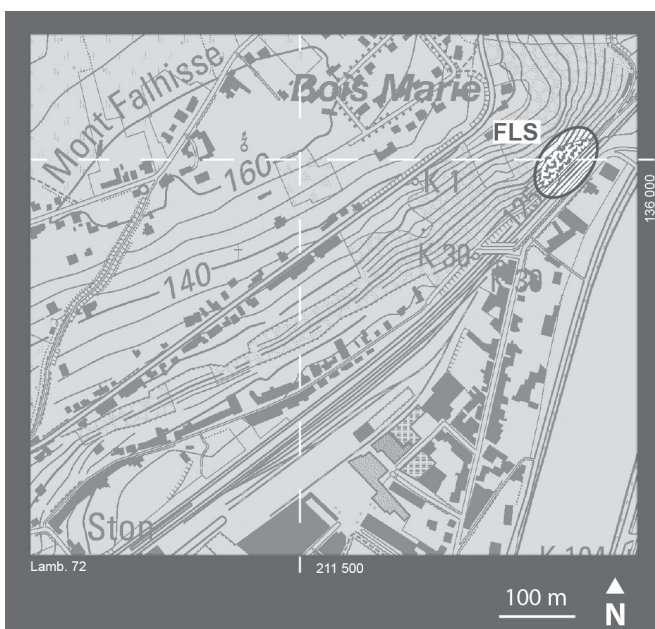 Mont Falhisse
Bois Marie
FLS
160
K 1
136 000
K 30
K 30
140
Ston
K 104
Lamb. 72
211 500
100 m
N